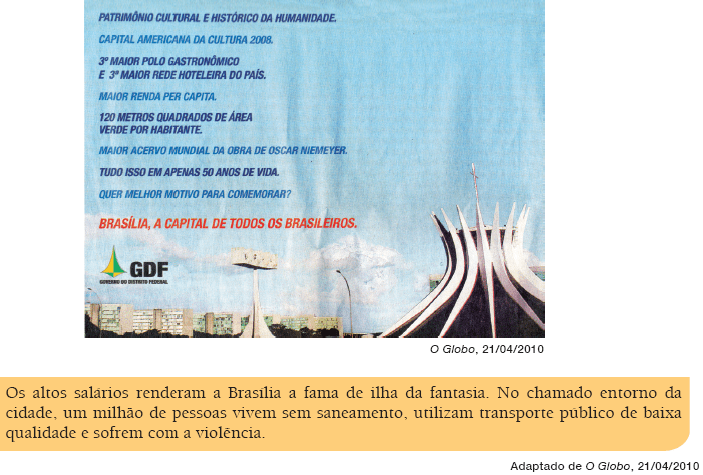 PATRIMÔNIO CULTURAL E HISTÓRICO DA HUMANIDADE.
CAPITAL AMERICANA DA CULTURA 2008.
3º MAIOR POLO GASTRONÔMICO
E 3ª MAIOR REDE HOTELEIRA DO PAÍS.
MAIOR RENDA PER CAPITA.
120 METROS QUADRADOS DE ÁREA
VERDE POR HABITANTE.
MAIOR ACERVO MUNDIAL DA OBRA DE OSCAR NIEMEYER.
TUDO ISSO EM APENAS 50 ANOS DE VIDA.
QUER MELHOR MOTIVO PARA COMEMORAR?
BRASÍLIA, A CAPITAL DE TODOS OS BRASILEIROS.
GDF
GOVERNO DO DISTRITO FEDERAL
O Globo, 21/04/2010
Os altos salários renderam a Brasília a fama de ilha da fantasia. No chamado entorno da
cidade, um milhão de pessoas vivem sem saneamento, utilizam transporte público de baixa
qualidade e sofrem com a violência.
Adaptado de O Globo, 21/04/2010